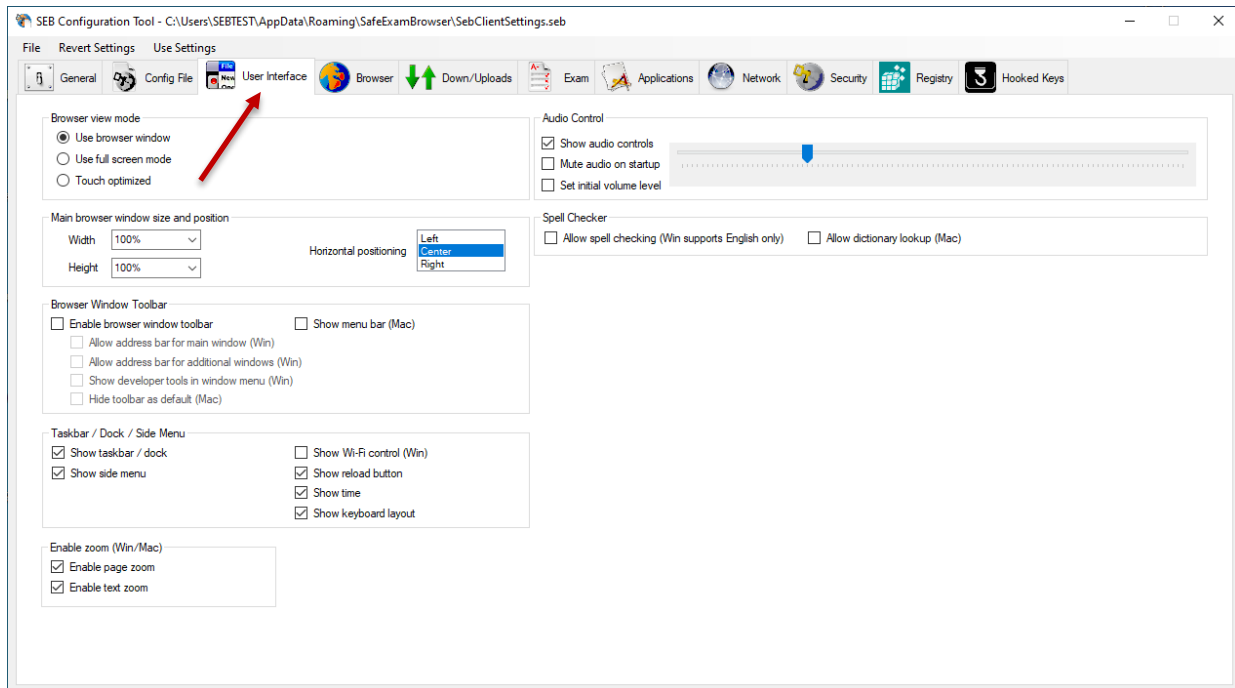 SEB Configuration Tool - C:\Users\SEBTEST\AppData\Roaming\SafeExamBrowser\SebClientSettings.seb
File Revert Settings Use Settings
General Config File User Interface Browser Down/Uploads Exam Applications Network Security Registry Hooked Keys
Browser view mode
Use browser window
Use full screen mode
Touch optimized
Main browser window size and position
Width 100%
Height 100%
Horizontal positioning
Left
Center
Right
Browser Window Toolbar
Enable browser window toolbar Show menu bar (Mac)
Allow address bar for main window (Win)
Allow address bar for additional windows (Win)
Show developer tools in window menu (Win)
Hide toolbar as default (Mac)
Taskbar / Dock / Side Menu
Show taskbar / dock Show Wi-Fi control (Win)
Show side menu Show reload button
Show time
Show keyboard layout
Enable zoom (Win/Mac)
Enable page zoom
Enable text zoom
Audio Control
Show audio controls
Mute audio on startup
Set initial volume level
Spell Checker
Allow spell checking (Win supports English only) Allow dictionary lookup (Mac)